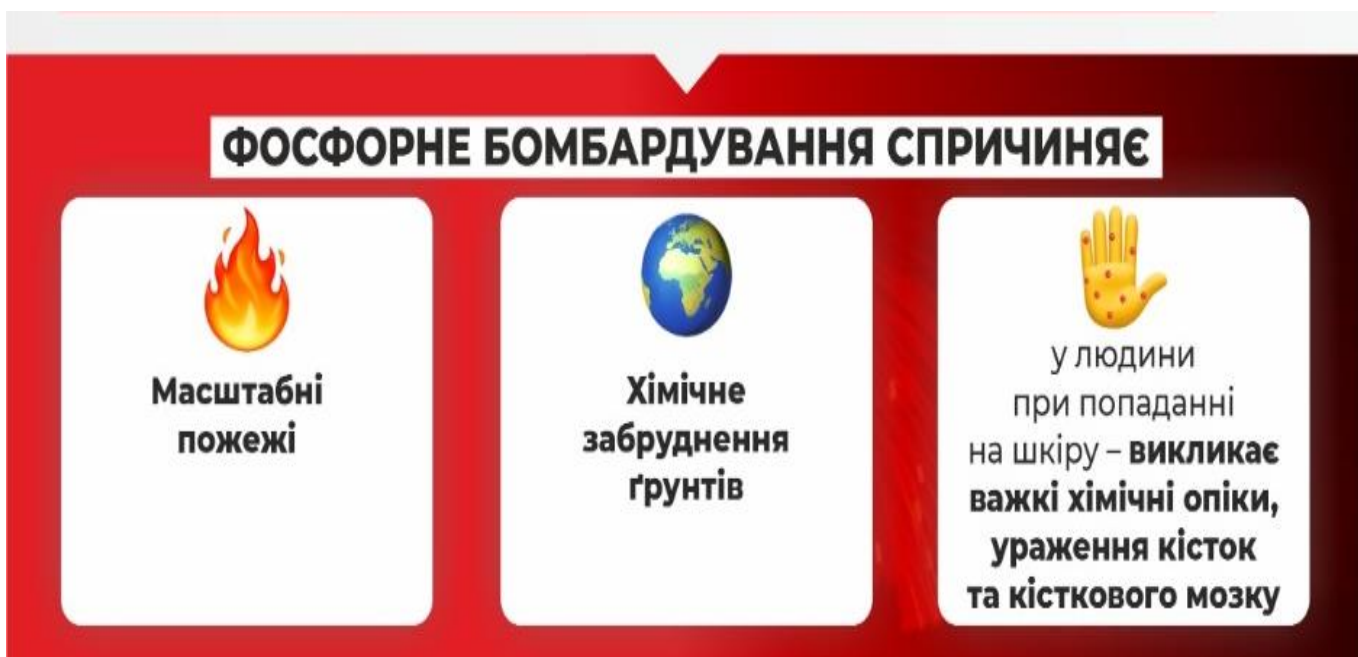 ФОСФОРНЕ БОМБАРДУВАННЯ СПРИЧИНЯЄ
Масштабні
пожежі
Хімічне
забруднення
ґрунтів
у людини
при попаданні
на шкіру – викликає
важкі хімічні опіки,
ураження кісток
та кісткового мозку